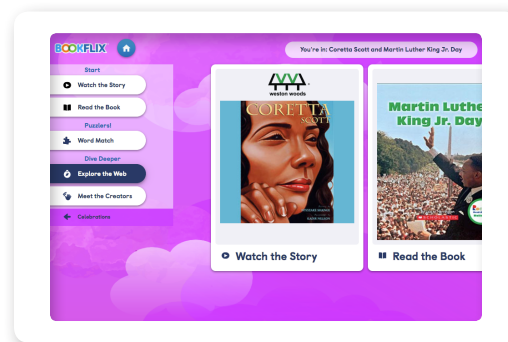 BOOKFLIX
You're in: Coretta Scott and Martin Luther King Jr. Day
Start
Watch the Story
Read the Book
Puzzlers!
Word Match
Dive Deeper
Explore the Web
Meet the Creators
Celebrations
weston woods
CORETTA
SCOTT
Watch the Story
Martin Luthe
King Jr. Day
SCHOLASTIC
Read the Book